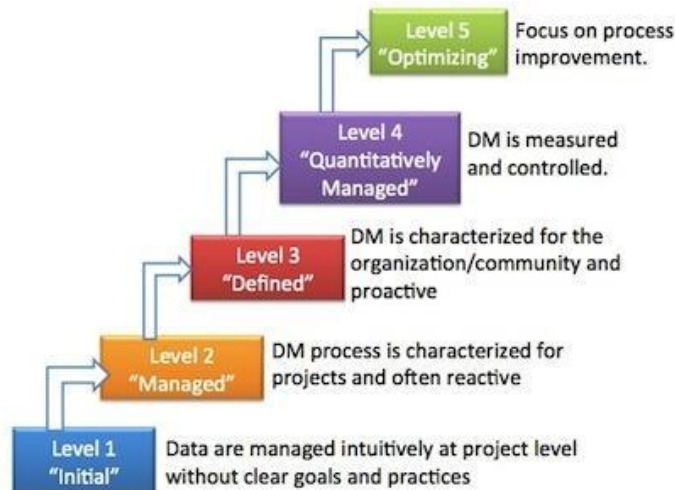 Level 5
“Optimizing”
Focus on process
improvement.
Level 4
“Quantitatively
Managed”
DM is measured
and controlled.
Level 3
“Defined”
DM is characterized for the
organization/community and
proactive
Level 2
“Managed”
DM process is characterized for
projects and often reactive
Level 1
“Initial”
Data are managed intuitively at project level
without clear goals and practices